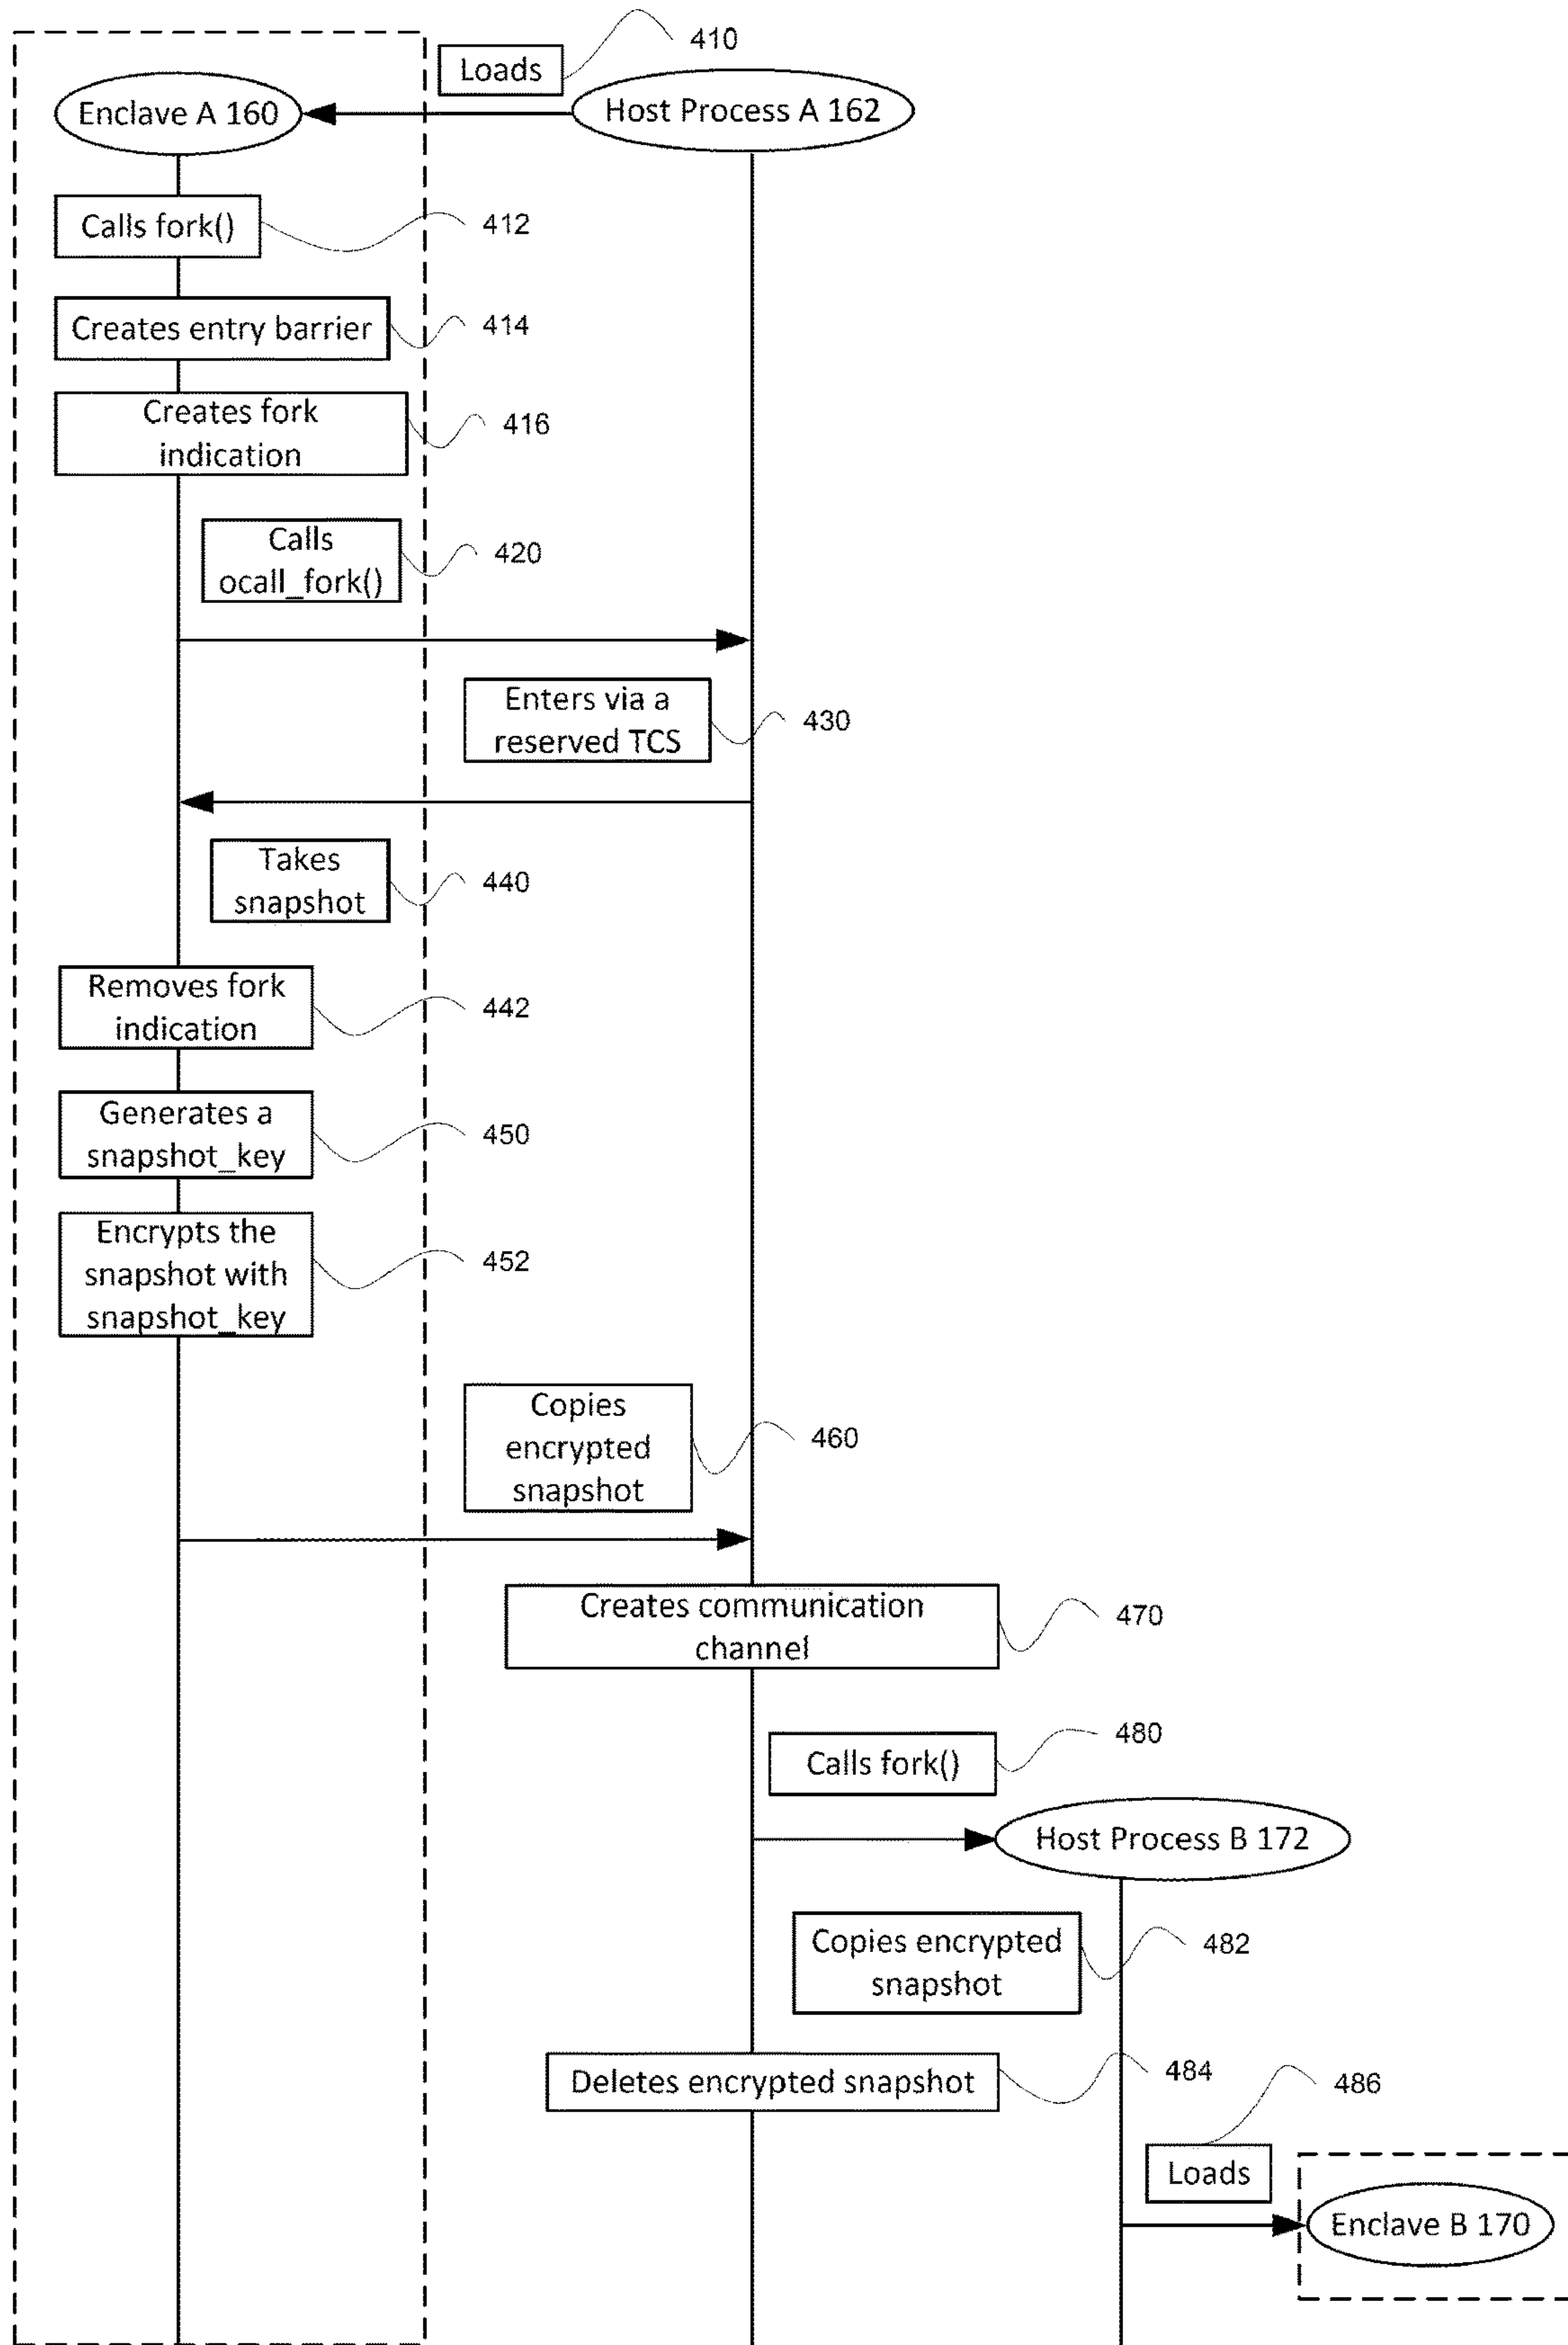 410
Loads
Enclave A 160
Host Process A 162
Calls fork()
412
Creates entry barrier
414
Creates fork
indication
416
Calls
ocall_fork()
420
Enters via a
reserved TCS
430
Takes
snapshot
440
Removes fork
indication
442
Generates a
snapshot_key
450
Encrypts the
snapshot with
snapshot_key
452
Copies
encrypted
snapshot
460
Creates communication
channel
470
Calls fork()
480
Host Process B 172
Copies encrypted
snapshot
482
Deletes encrypted snapshot
484
486
Loads
Enclave B 170